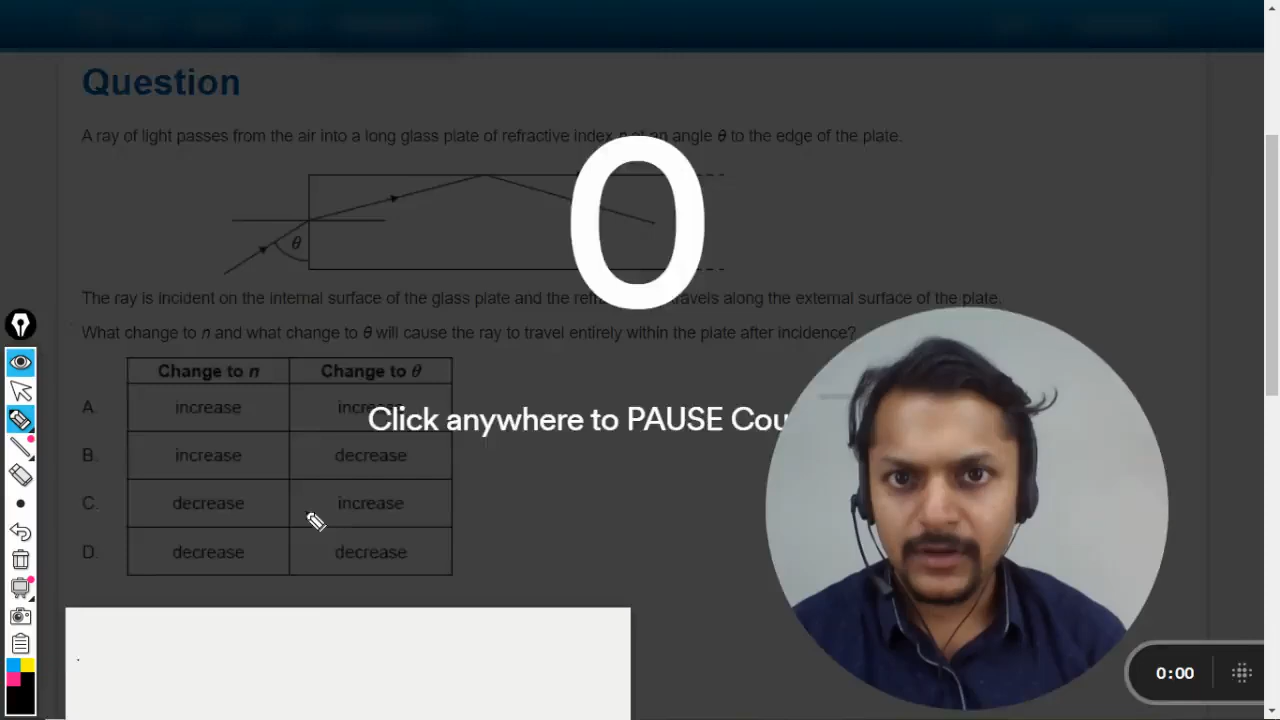 Question
A ray of light passes from the air into a long glass plate of refractive index n at an angle θ to the edge of the plate.
0
θ
The ray is incident on the internal surface of the glass plate and the travels along the external surface of the plate.
What change to n and what change to θ will cause the ray to travel entirely within the plate after incidence?
Change to n Change to θ
A. increase increase
Click anywhere to PAUSE
B. increase decrease
C. decrease increase
D. decrease decrease
0:00